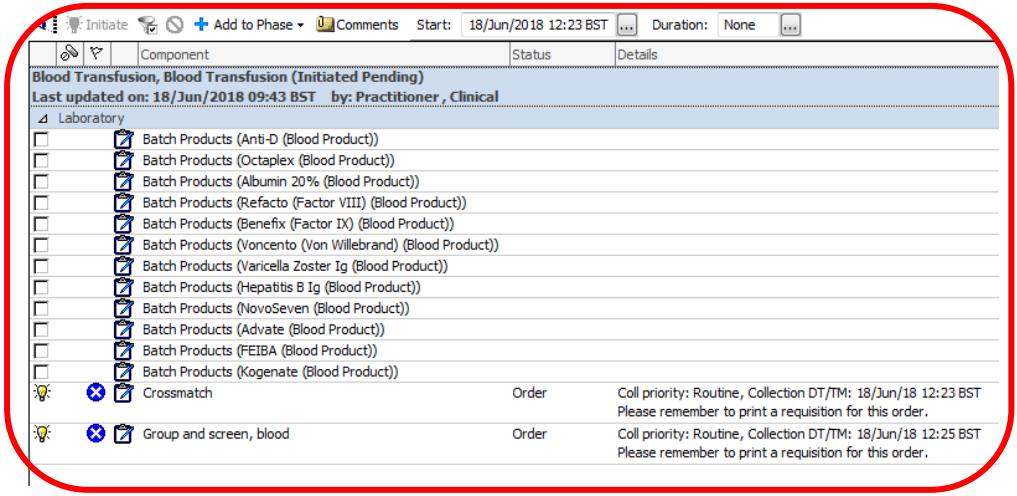 Initiate Add to Phase Comments Start: 18/Jun/2018 12:23 BST ... Duration: None ...
Component Status Details
Blood Transfusion, Blood Transfusion (Initiated Pending)
Last updated on: 18/Jun/2018 09:43 BST by: Practitioner , Clinical
Laboratory
Batch Products (Anti-D (Blood Product))
Batch Products (Octaplex (Blood Product))
Batch Products (Albumin 20% (Blood Product))
Batch Products (Refacto (Factor VIII) (Blood Product))
Batch Products (Benefix (Factor IX) (Blood Product))
Batch Products (Voncento (Von Willebrand) (Blood Product))
Batch Products (Varicella Zoster Ig (Blood Product))
Batch Products (Hepatitis B Ig (Blood Product))
Batch Products (NovoSeven (Blood Product))
Batch Products (Advate (Blood Product))
Batch Products (FEIBA (Blood Product))
Batch Products (Kogenate (Blood Product))
Crossmatch Order Coll priority: Routine, Collection DT/TM: 18/Jun/18 12:23 BST
Please remember to print a requisition for this order.
Group and screen, blood Order Coll priority: Routine, Collection DT/TM: 18/Jun/18 12:25 BST
Please remember to print a requisition for this order.